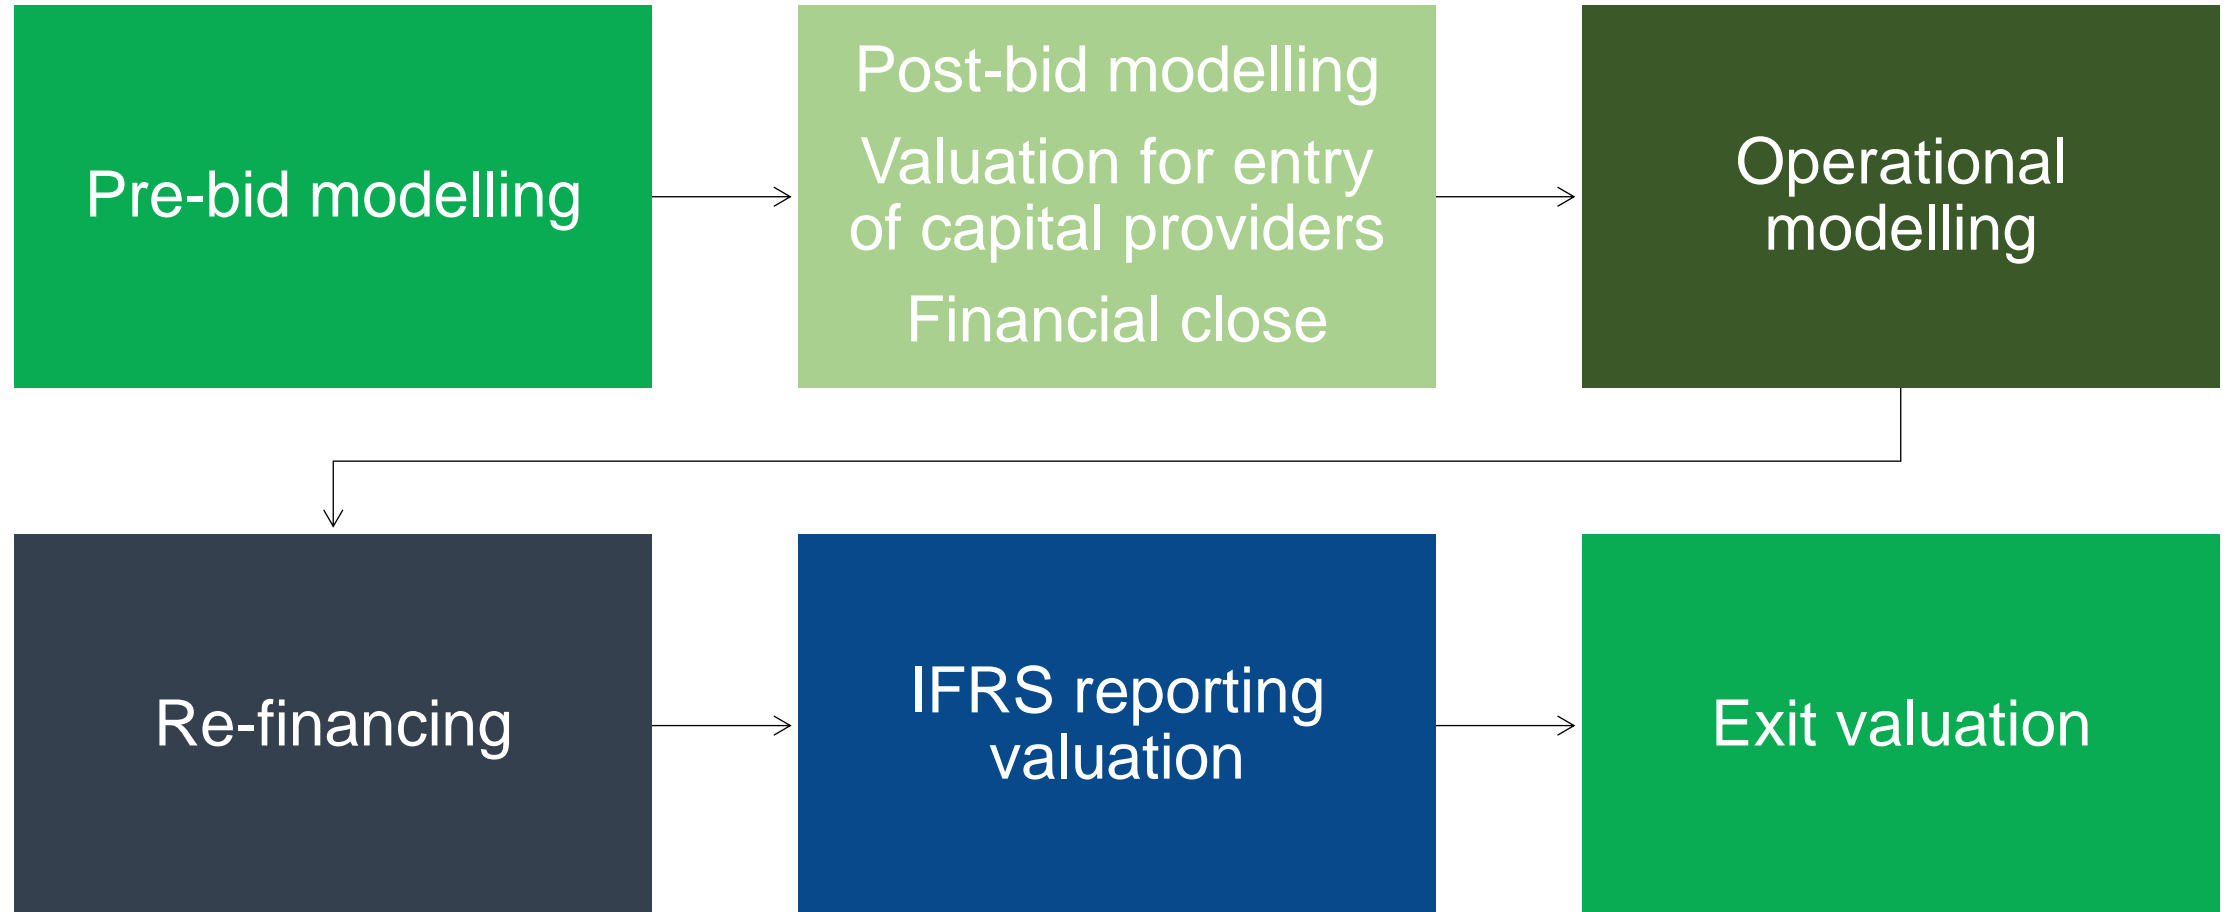 Pre-bid modelling
Post-bid modelling
Valuation for entry
of capital providers
Financial close
Operational
modelling
Re-financing
IFRS reporting
valuation
Exit valuation